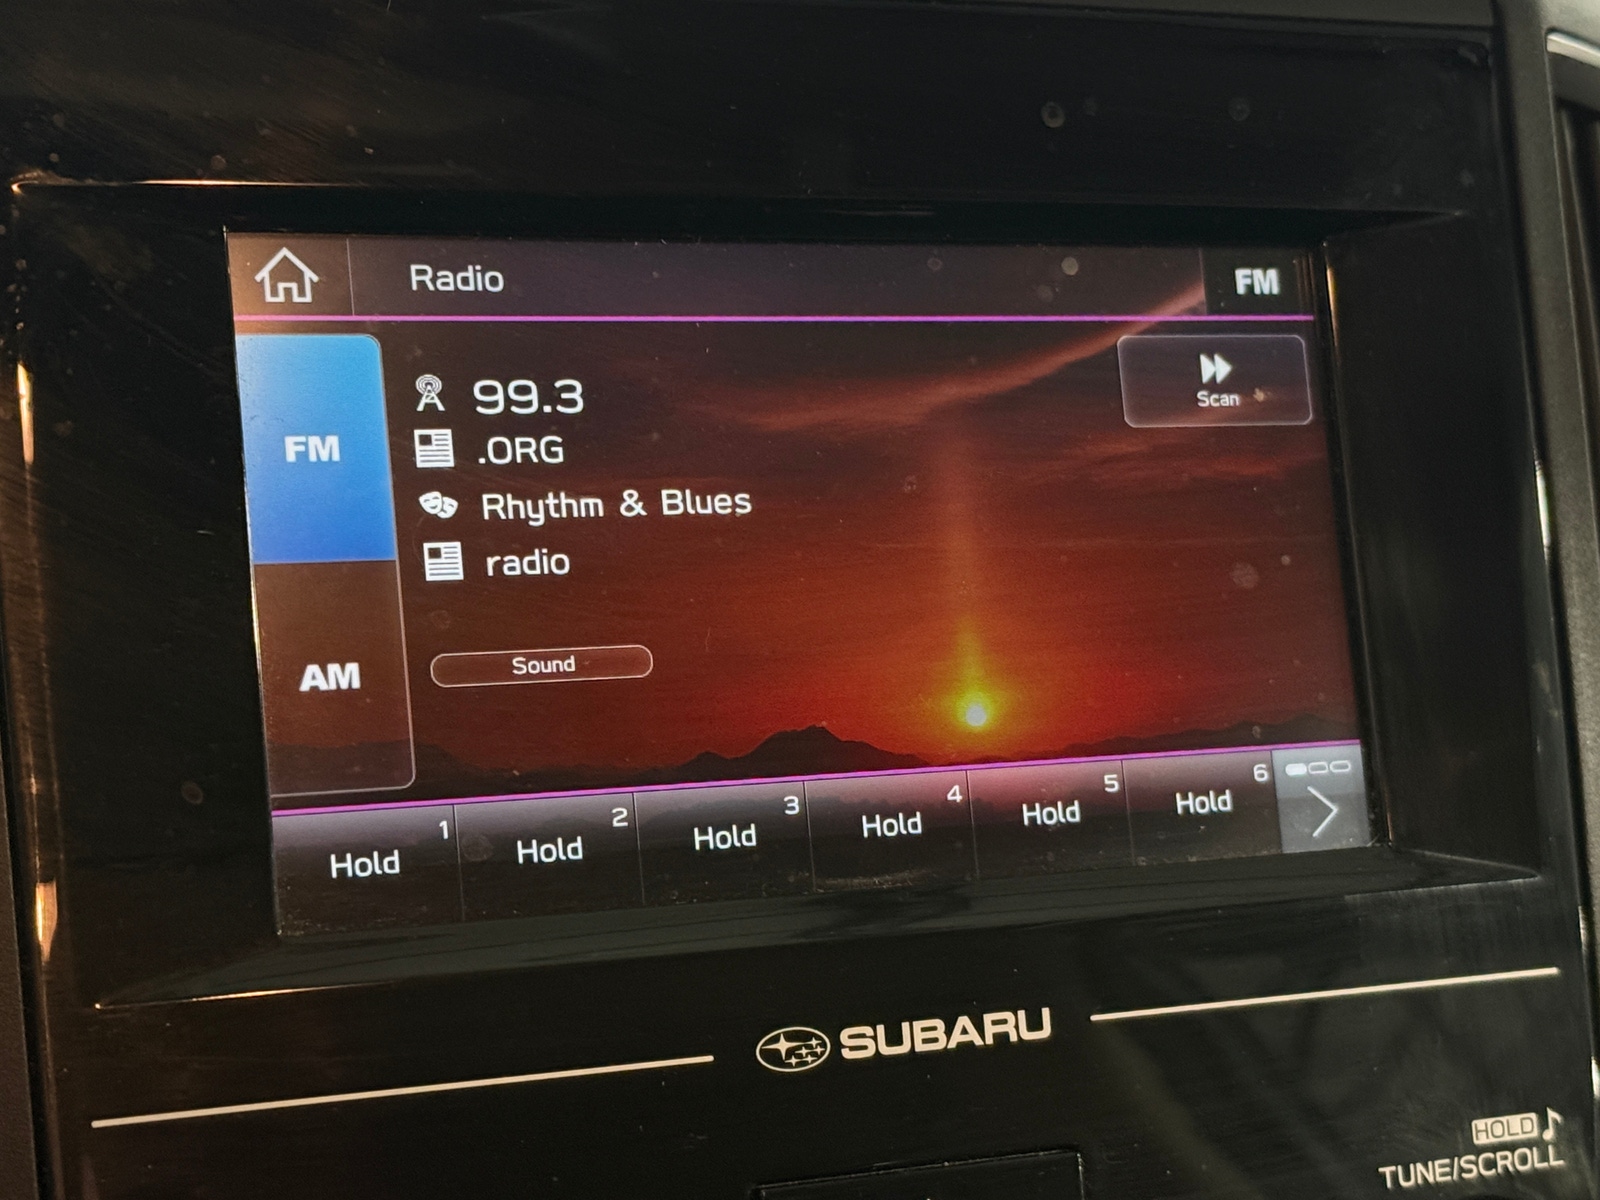 Radio
FM
FM
99.3
Scan
.ORG
Rhythm & Blues
radio
AM
Sound
1
Hold
2
Hold
3
Hold
4
Hold
5
Hold
6
Hold
SUBARU
HOLD
TUNE/SCROLL